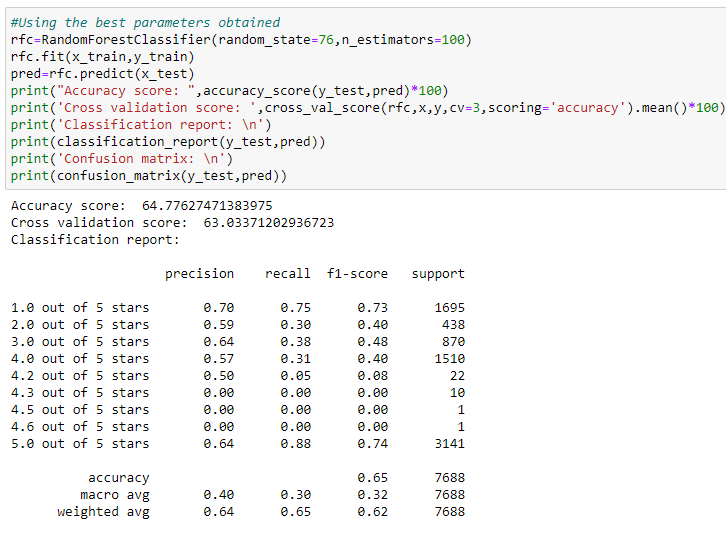 #Using the best parameters obtained
rfc=RandomForestClassifier(random_state=76,n_estimators=100)
rfc.fit(x_train,y_train)
pred=rfc.predict(x_test)
print("Accuracy score: ",accuracy_score(y_test,pred)*100)
print('Cross validation score: ',cross_val_score(rfc,x,y,cv=3,scoring='accuracy').mean()*100)
print('Classification report: \n')
print(classification_report(y_test,pred))
print('Confusion matrix: \n')
print(confusion_matrix(y_test,pred))
Accuracy score:  64.77627471383975
Cross validation score:  63.03371202936723
Classification report:
precision recall f1-score support
1.0 out of 5 stars 0.70 0.75 0.73 1695
2.0 out of 5 stars 0.59 0.30 0.40 438
3.0 out of 5 stars 0.64 0.38 0.48 870
4.0 out of 5 stars 0.57 0.31 0.40 1510
4.2 out of 5 stars 0.50 0.05 0.08 22
4.3 out of 5 stars 0.00 0.00 0.00 10
4.5 out of 5 stars 0.00 0.00 0.00 1
4.6 out of 5 stars 0.00 0.00 0.00 1
5.0 out of 5 stars 0.64 0.88 0.74 3141
accuracy 0.65 7688
macro avg 0.40 0.30 0.32 7688
weighted avg 0.64 0.65 0.62 7688